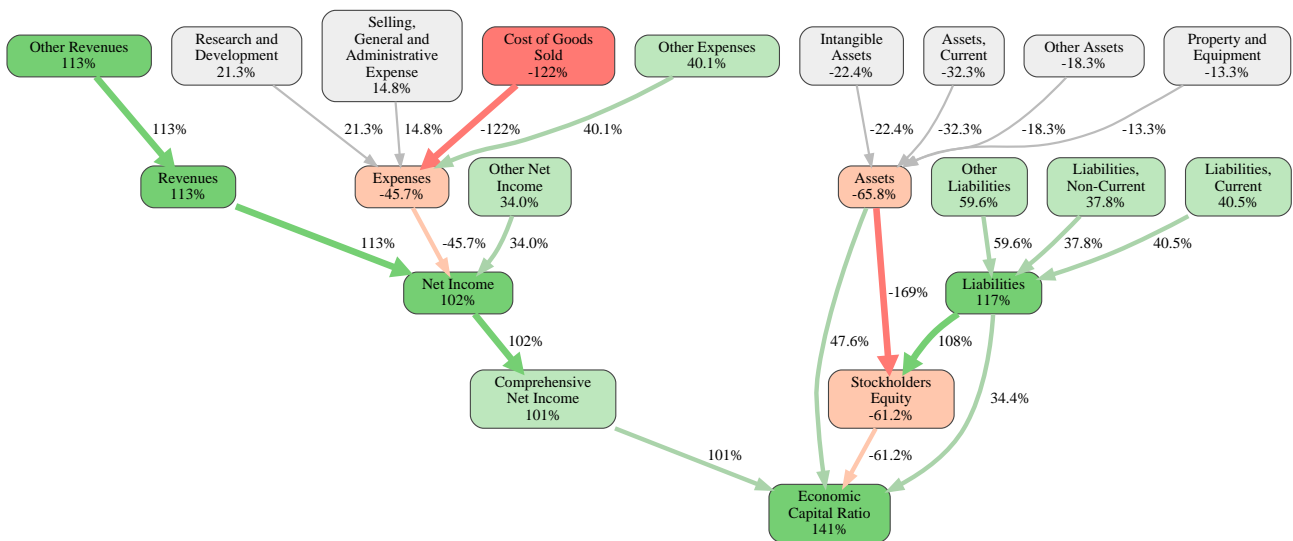 Other Revenues
113%
Research and
Development
21.3%
Selling,
General and
Administrative
Expense
14.8%
Cost of Goods
Sold
-122%
Other Expenses
40.1%
Intangible
Assets
-22.4%
Assets,
Current
-32.3%
Other Assets
-18.3%
Property and
Equipment
-13.3%
113%
21.3%
14.8%
-122%
40.1%
-22.4%
-32.3%
-18.3%
-13.3%
Revenues
113%
Expenses
-45.7%
Other Net
Income
34.0%
Assets
-65.8%
Other
Liabilities
59.6%
Liabilities,
Non-Current
37.8%
Liabilities,
Current
40.5%
113%
-45.7%
34.0%
59.6%
37.8%
40.5%
Net Income
102%
-169%
Liabilities
117%
102%
47.6%
108%
Comprehensive
Net Income
101%
Stockholders
Equity
-61.2%
34.4%
101%
-61.2%
Economic
Capital Ratio
141%